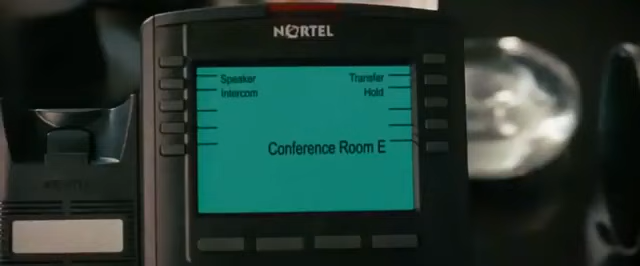 NORTEL
Speaker Transfer
Intercom Hold
Conference Room E